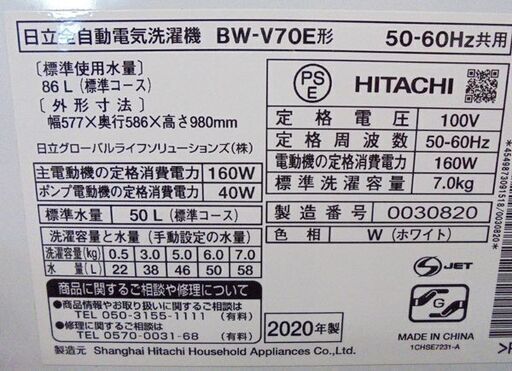 日立全自動電気洗濯機 BW-V70E形 50-60Hz共用
〔標準使用水量〕
86 L (標準コース)
〔外形寸法〕
幅577×奥行586×高さ980mm
日立グローバルライフソリューションズ(株)
主電動機の定格消費電力 160W
ポンプ電動機の定格消費電力 40W
標準水量 50 L (標準コース)
洗濯容量と水量 (手動設定の水量)
洗濯容量(kg) 0.5 3.0 5.0 6.0 7.0
水量(L) 22 38 46 50 58
商品に関するご相談や修理について
●商品情報やお取り扱いに関するご相談
TEL 050-3155-1111 (有料)
●修理に関するご相談
TEL 0570-0031-68 (有料)
PS
E
HITACHI
定格電圧 100V
定格周波数 50-60Hz
電動機の定格消費電力 160W
標準洗濯容量 7.0kg
製造番号 0030820
色相 W (ホワイト)
2020年製
JET
G
MADE IN CHINA
1CHSE7231-A
製造元 Shanghai Hitachi Household Appliances Co.,Ltd.
*4549873091518/0030820*